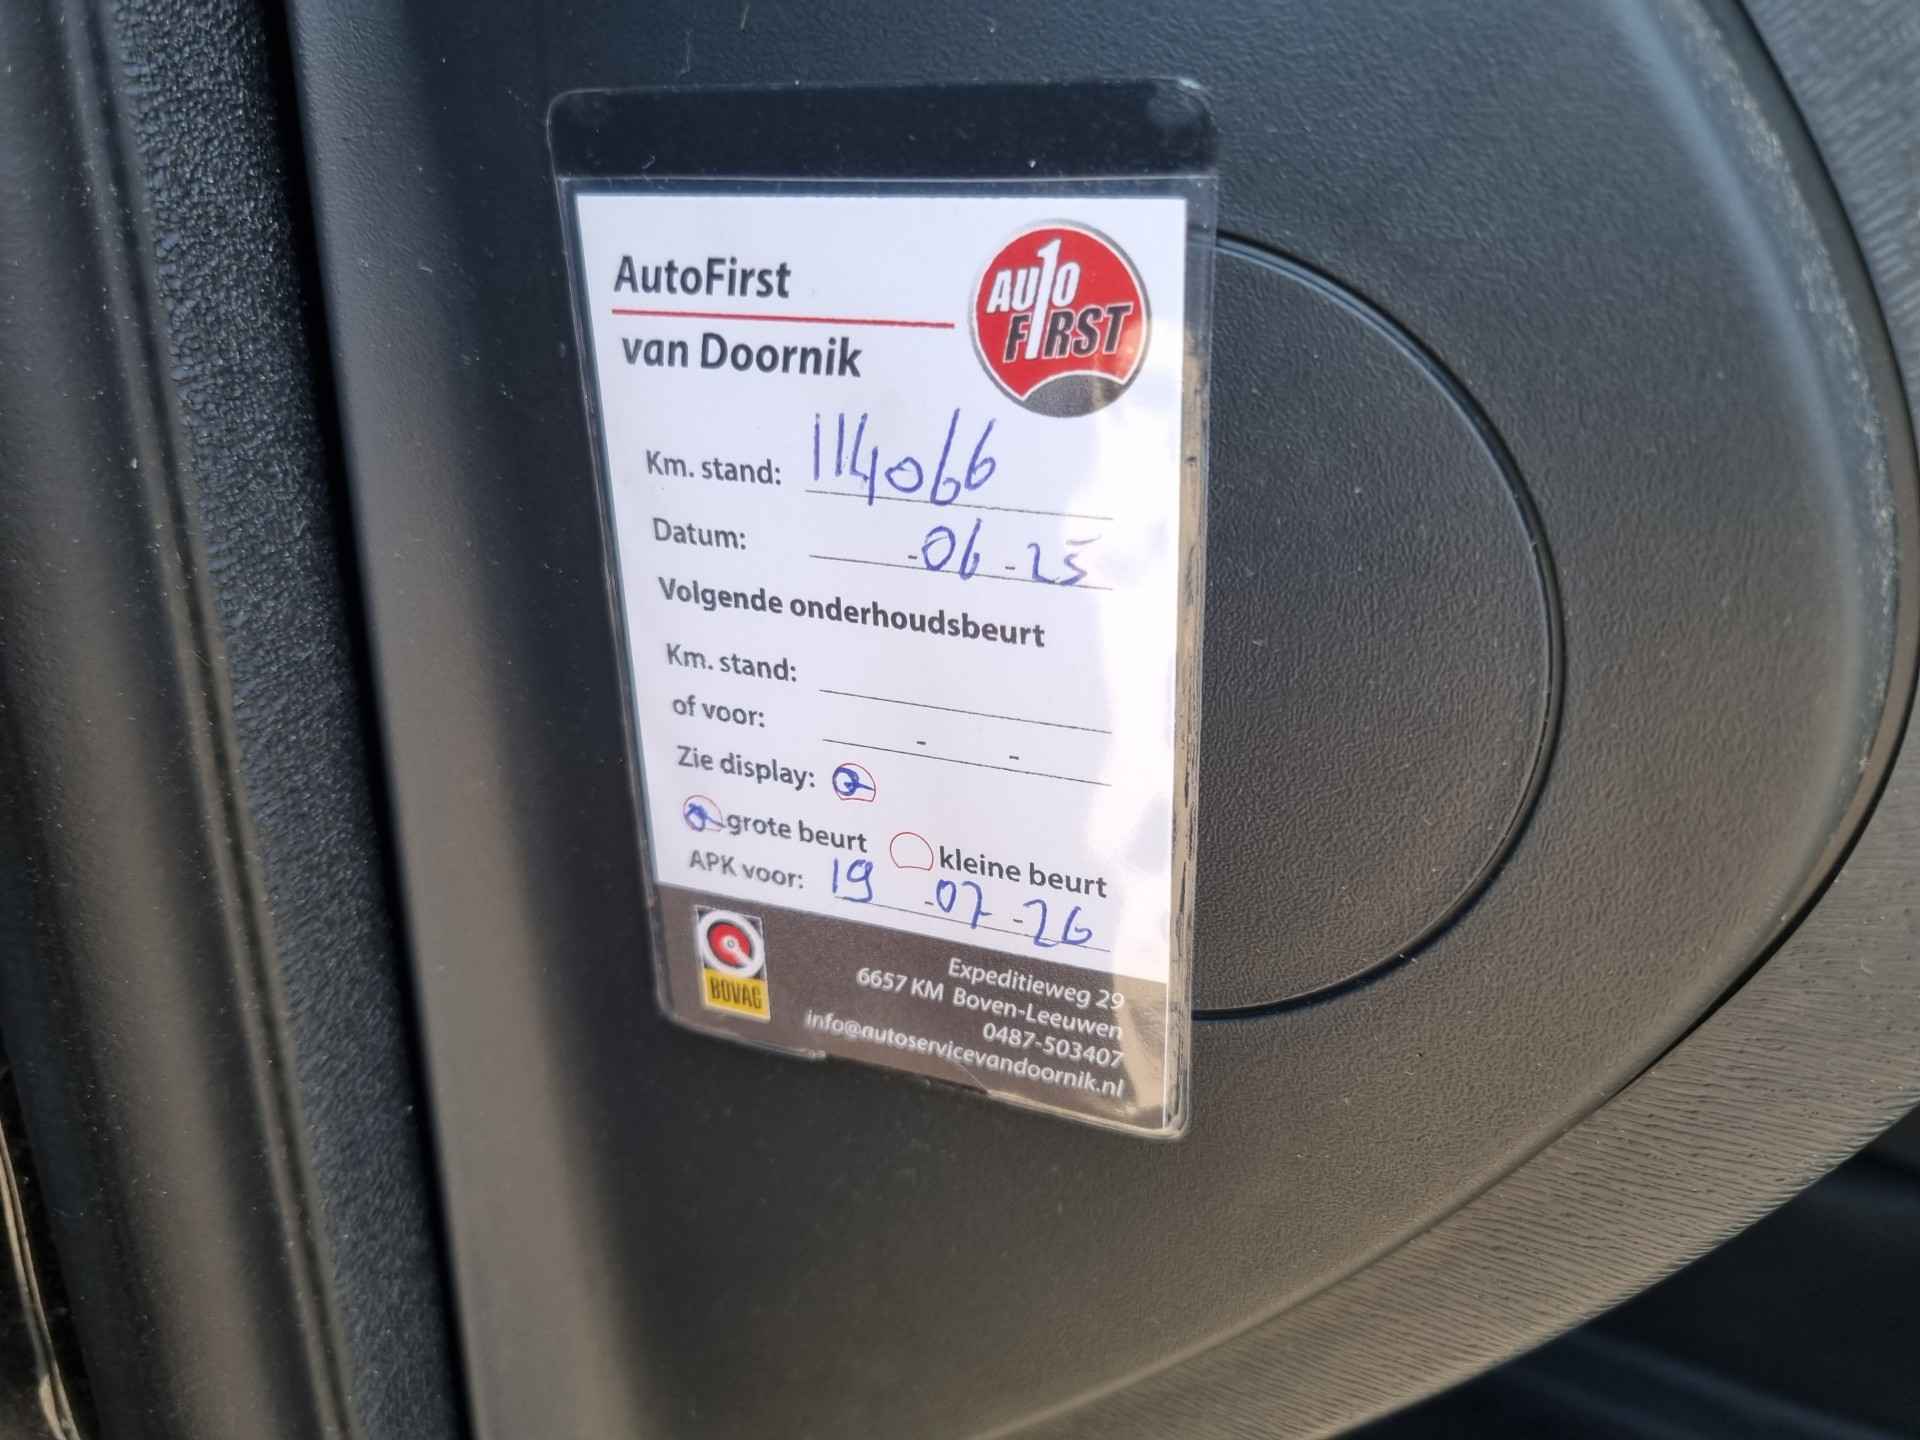 AutoFirst
van Doornik
AUTO
FIRST
Km. stand: 114066
Datum: -06-25
Volgende onderhoudsbeurt
Km. stand:
of voor: - -
Zie display:
grote beurt kleine beurt
APK voor: 19-07-26
BOVAG
Expeditieweg 29
6657 KM Boven-Leeuwen
0487-503407
info@autoservicevandoornik.nl